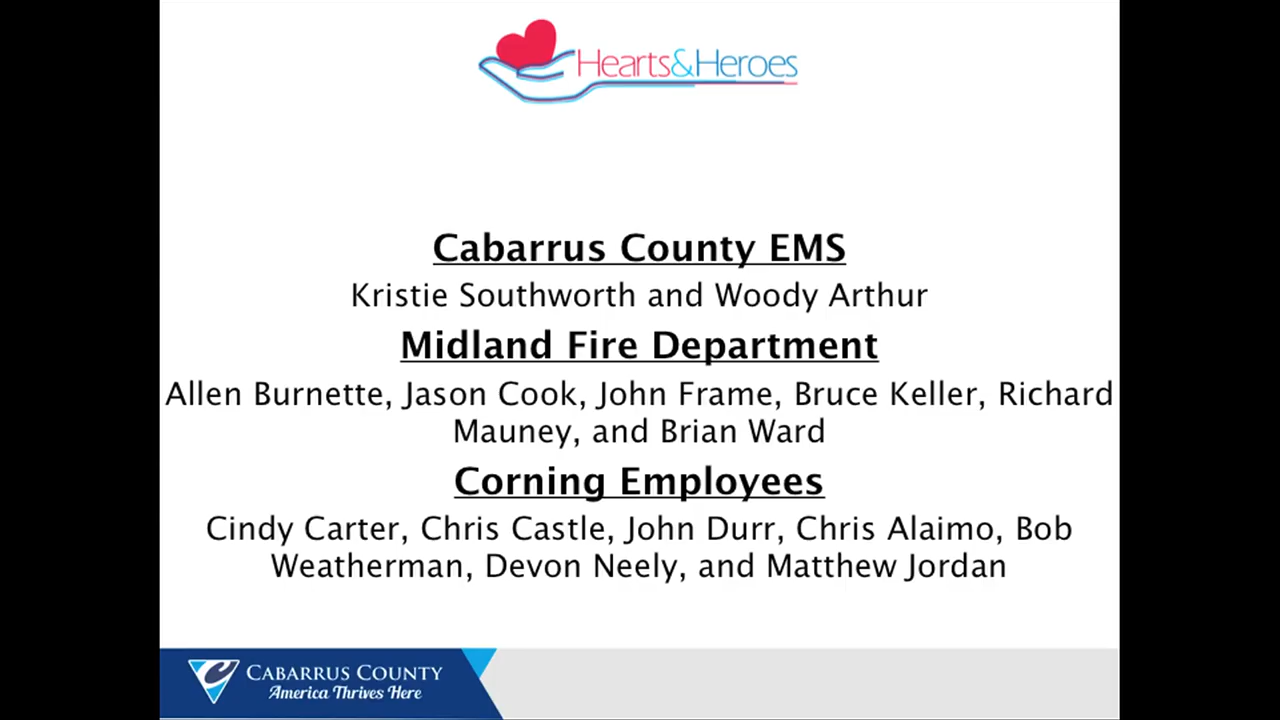 Hearts&Heroes
Cabarrus County EMS
Kristie Southworth and Woody Arthur
Midland Fire Department
Allen Burnette, Jason Cook, John Frame, Bruce Keller, Richard
Mauney, and Brian Ward
Corning Employees
Cindy Carter, Chris Castle, John Durr, Chris Alaimo, Bob
Weatherman, Devon Neely, and Matthew Jordan
CABARRUS COUNTY
America Thrives Here